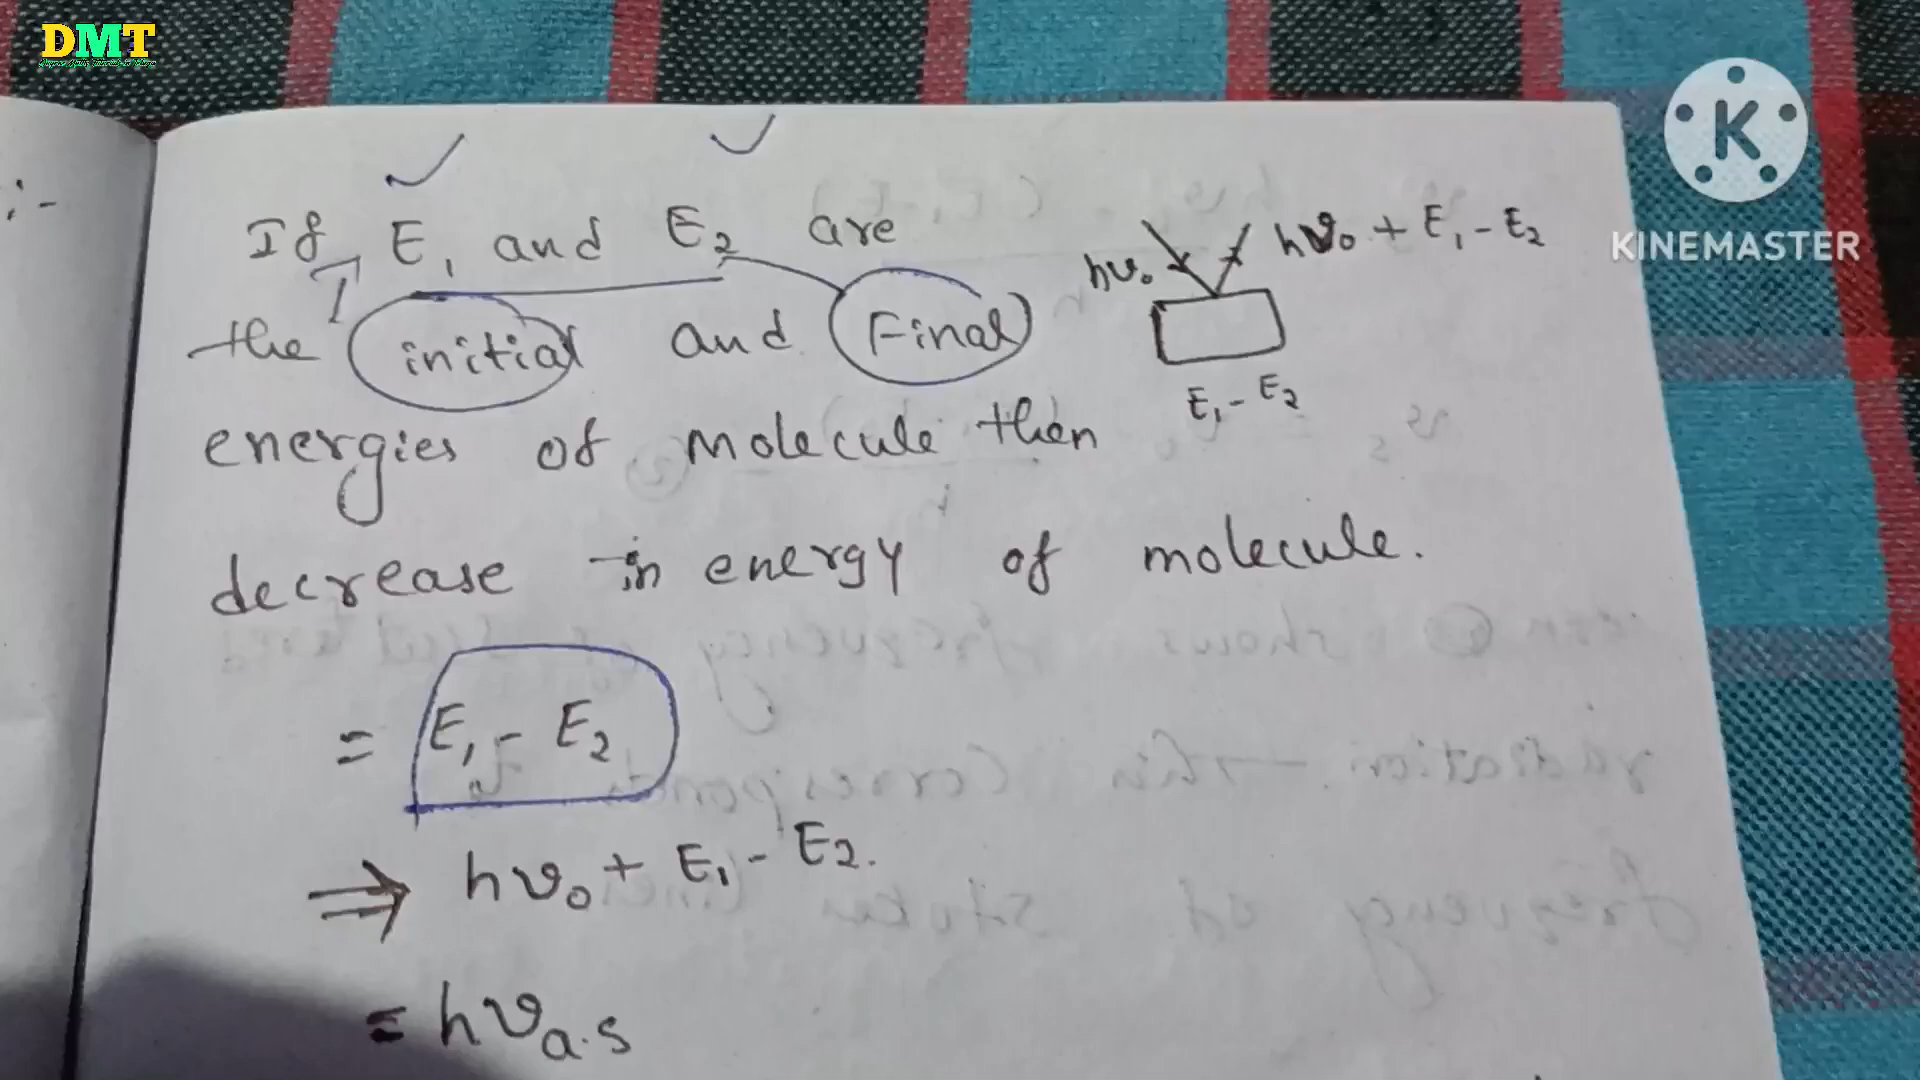 DMT
KINEMASTER
If E₁ and E₂ are
the initial and Final
energies of molecule then
decrease in energy of molecule.
= E₁ - E₂
⇒ hν₀ + E₁ - E₂.
= hνa.s
hν₀
hν₀ + E₁ - E₂
E₁ - E₂